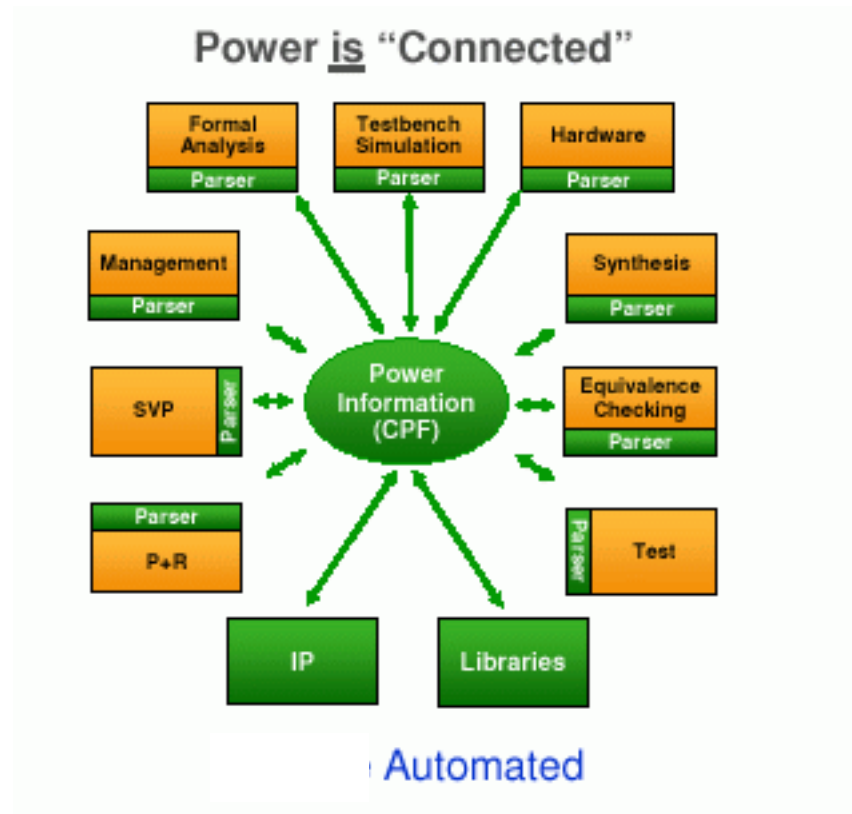 Power is “Connected”
Formal
Analysis
Parser
Testbench
Simulation
Parser
Hardware
Parser
Management
Parser
Synthesis
Parser
SVP
Parser
Power
Information
(CPF)
Equivalence
Checking
Parser
Parser
P+R
Parser
Test
IP
Libraries
Automated